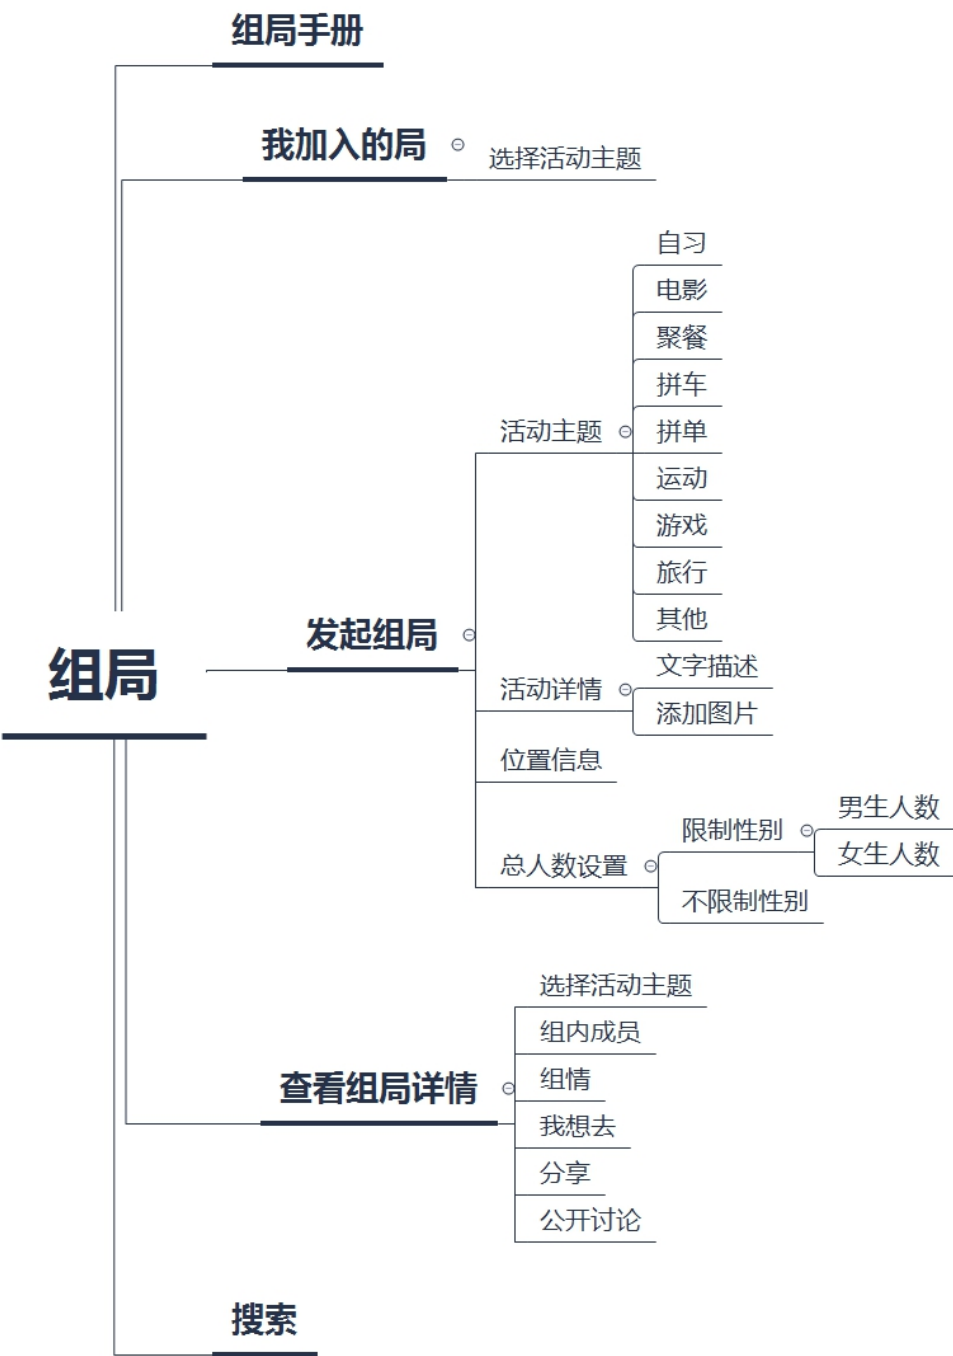 组局手册
我加入的局
选择活动主题
自习
电影
聚餐
拼车
活动主题
拼单
运动
游戏
旅行
其他
发起组局
组局
文字描述
活动详情
添加图片
位置信息
男生人数
限制性别
女生人数
总人数设置
不限制性别
选择活动主题
组内成员
组情
查看组局详情
我想去
分享
公开讨论
搜索